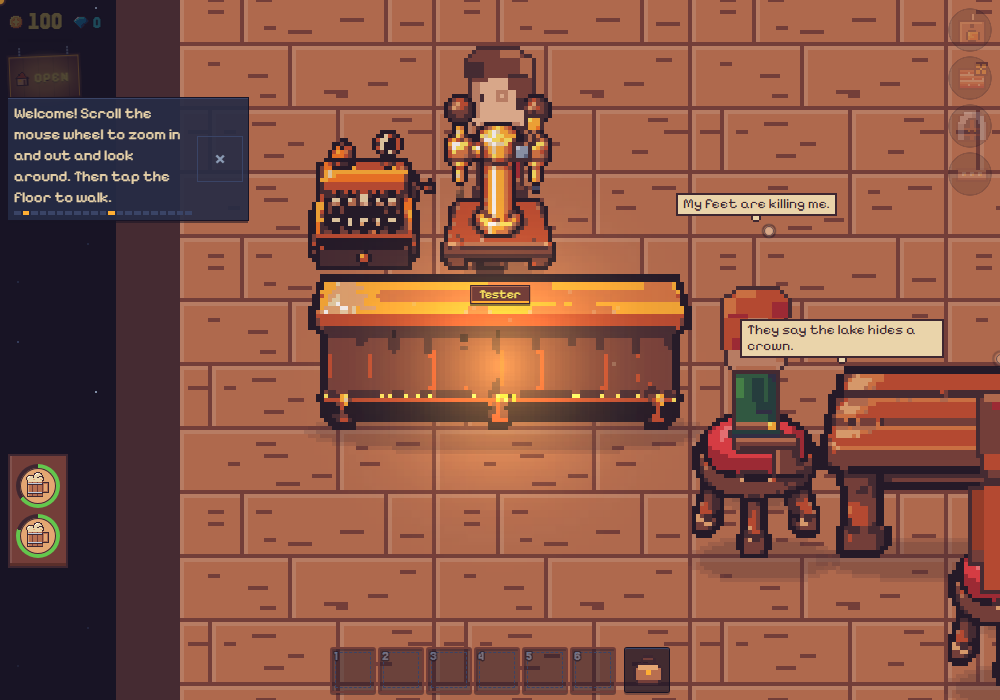 100 0
OPEN
Welcome! Scroll the
mouse wheel to zoom in
and out and look
around. Then tap the
floor to walk.
×
My feet are killing me.
Tester
They say the lake hides a
crown.
1 2 3 4 5 6